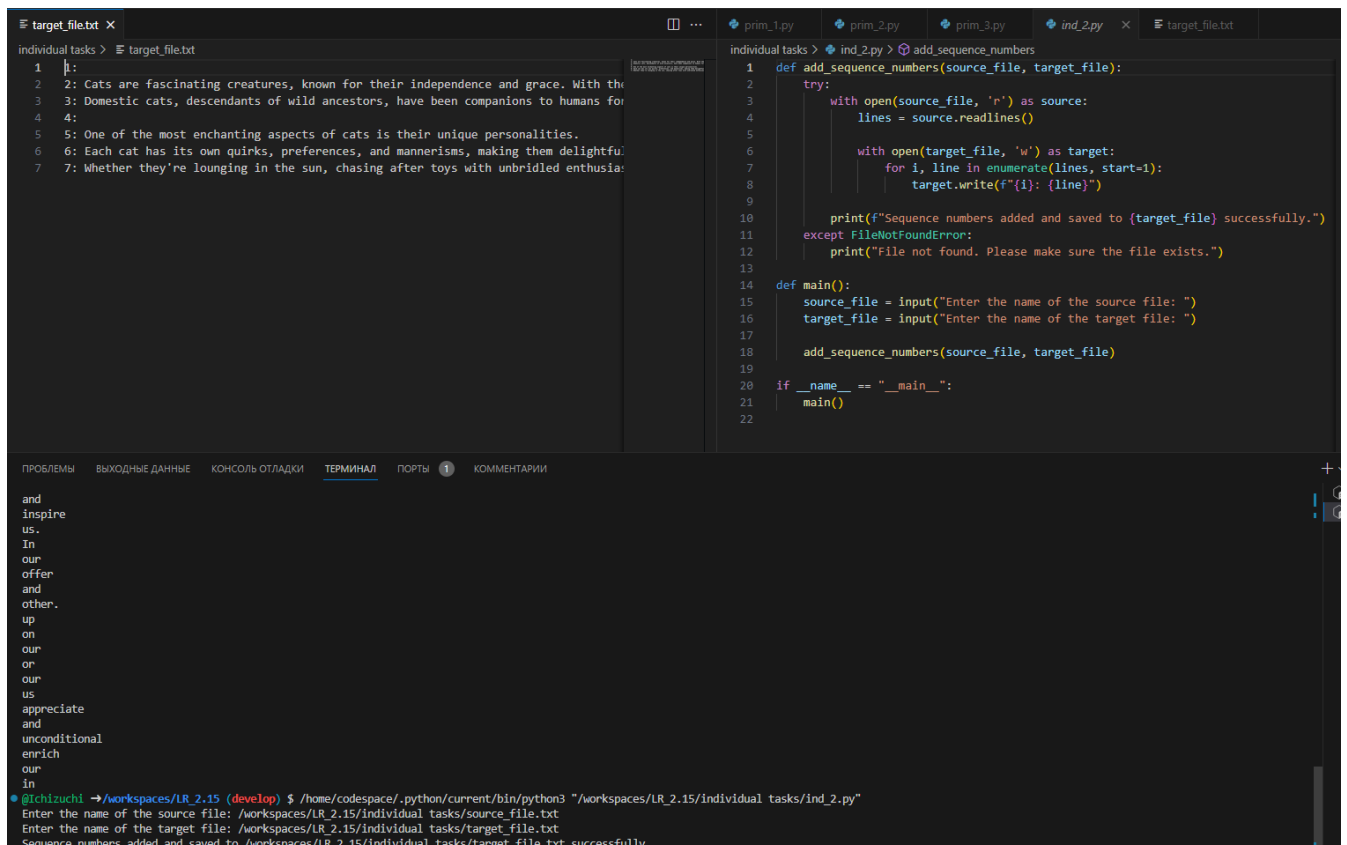 target_file.txt
individual tasks > target_file.txt
1 1:
2 2: Cats are fascinating creatures, known for their independence and grace. With the
3 3: Domestic cats, descendants of wild ancestors, have been companions to humans for
4 4:
5 5: One of the most enchanting aspects of cats is their unique personalities.
6 6: Each cat has its own quirks, preferences, and mannerisms, making them delightful
7 7: Whether they're lounging in the sun, chasing after toys with unbridled
prim_1.py prim_2.py prim_3.py ind_2.py target_file.txt
individual tasks > ind_2.py > add_sequence_numbers
1 def add_sequence_numbers(source_file, target_file):
2 try:
3 with open(source_file, 'r') as source:
4 lines = source.readlines()
5
6 with open(target_file, 'w') as target:
7 for i, line in enumerate(lines, start=1):
8 target.write(f"{i}: {line}")
9
10 print(f"Sequence numbers added and saved to {target_file} successfully.")
11 except FileNotFoundError:
12 print("File not found. Please make sure the file exists.")
13
14 def main():
15 source_file = input("Enter the name of the source file: ")
16 target_file = input("Enter the name of the target file: ")
17
18 add_sequence_numbers(source_file, target_file)
19
20 if __name__ == "__main__":
21 main()
22
ПРОБЛЕМЫ ВЫХОДНЫЕ ДАННЫЕ КОНСОЛЬ ОТЛАДКИ ТЕРМИНАЛ ПОРТЫ 1 КОММЕНТАРИИ
and
inspire
us.
In
our
offer
and
other.
up
on
our
or
our
us
appreciate
and
unconditional
enrich
our
in
@Ichizuchi →/workspaces/LR_2.15 (develop) $ /home/codespace/.python/current/bin/python3 "/workspaces/LR_2.15/individual tasks/ind_2.py"
Enter the name of the source file: /workspaces/LR_2.15/individual tasks/source_file.txt
Enter the name of the target file: /workspaces/LR_2.15/individual tasks/target_file.txt
Sequence numbers added and saved to /workspaces/LR_2.15/individual tasks/target_file.txt successfully.